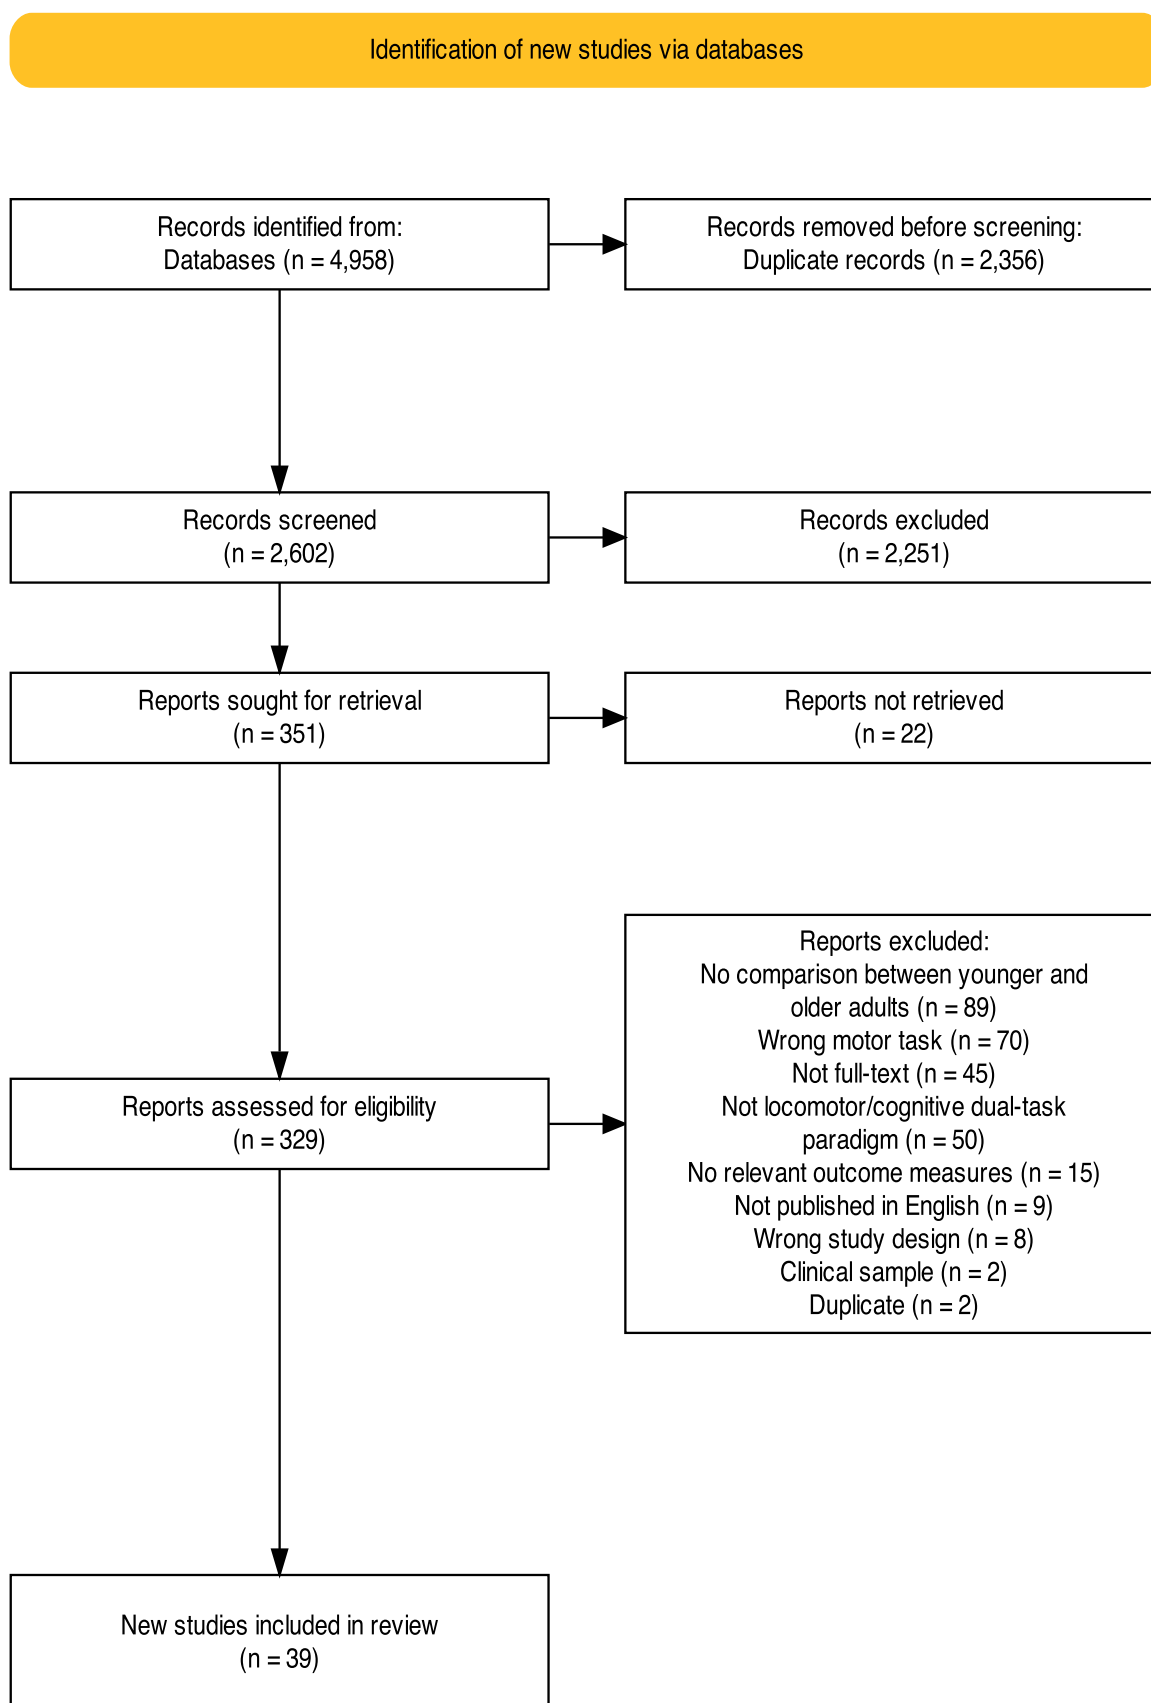 Identification of new studies via databases
Records identified from:
Databases (n = 4,958)
Records removed before screening:
Duplicate records (n = 2,356)
Records screened
(n = 2,602)
Records excluded
(n = 2,251)
Reports sought for retrieval
(n = 351)
Reports not retrieved
(n = 22)
Reports assessed for eligibility
(n = 329)
Reports excluded:
No comparison between younger and
older adults (n = 89)
Wrong motor task (n = 70)
Not full-text (n = 45)
Not locomotor/cognitive dual-task
paradigm (n = 50)
No relevant outcome measures (n = 15)
Not published in English (n = 9)
Wrong study design (n = 8)
Clinical sample (n = 2)
Duplicate (n = 2)
New studies included in review
(n = 39)